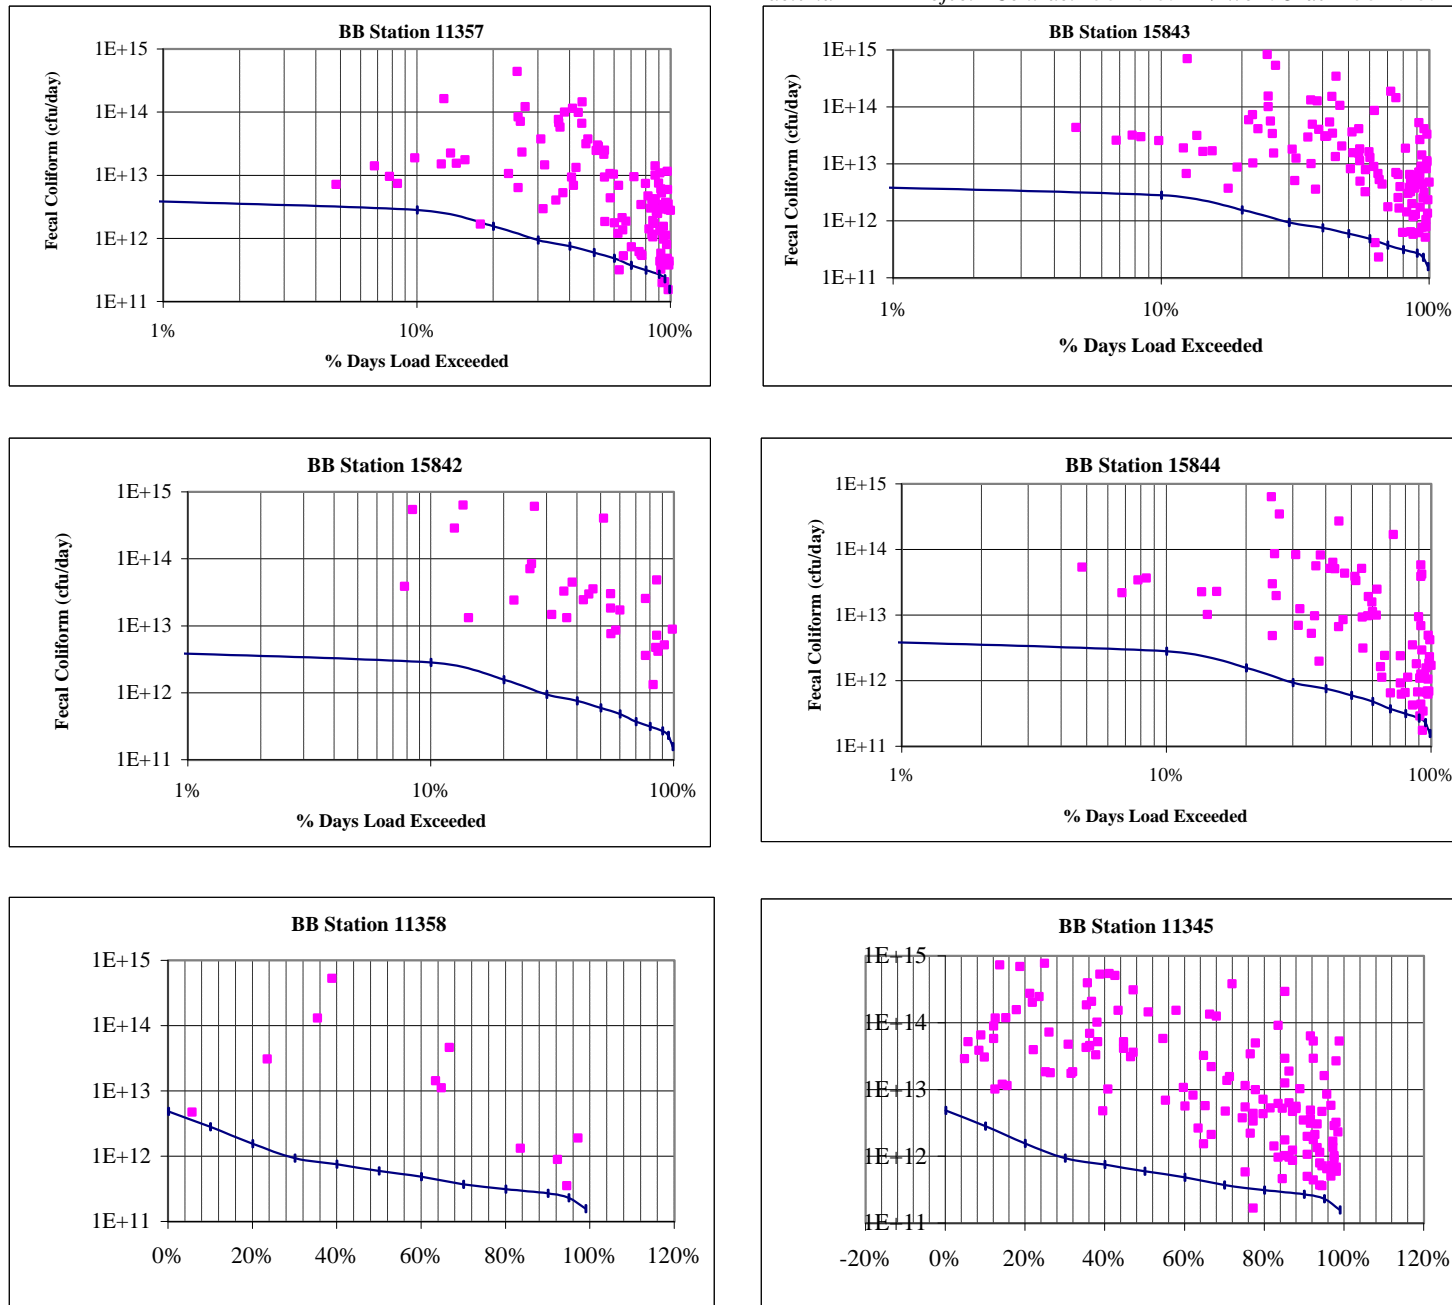 BB Station 11357
Fecal Coliform (cfu/day)
1E+15
1E+14
1E+13
1E+12
1E+11
1%
10%
100%
% Days Load Exceeded
BB Station 15843
Fecal Coliform (cfu/day)
1E+15
1E+14
1E+13
1E+12
1E+11
1%
10%
100%
% Days Load Exceeded
BB Station 15842
Fecal Coliform (cfu/day)
1E+15
1E+14
1E+13
1E+12
1E+11
1%
10%
100%
% Days Load Exceeded
BB Station 15844
Fecal Coliform (cfu/day)
1E+15
1E+14
1E+13
1E+12
1E+11
1%
10%
100%
% Days Load Exceeded
BB Station 11358
1E+15
1E+14
1E+13
1E+12
1E+11
0%
20%
40%
60%
80%
100%
120%
BB Station 11345
1E+15
1E+14
1E+13
1E+12
1E+11
-20%
0%
20%
40%
60%
80%
100%
120%